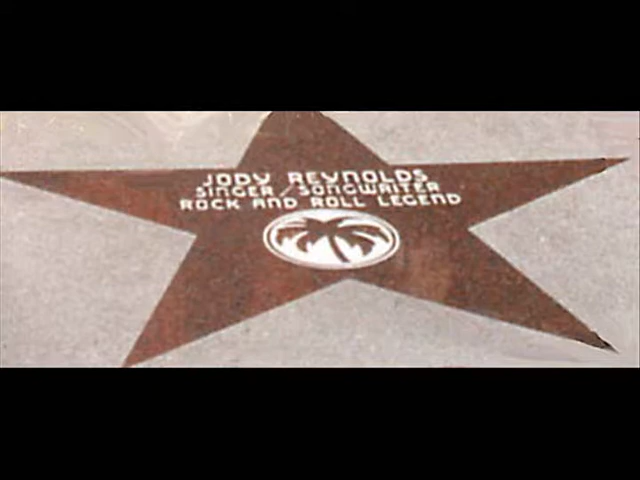 JODY REYNOLDS
SINGER/SONGWRITER
ROCK AND ROLL LEGEND